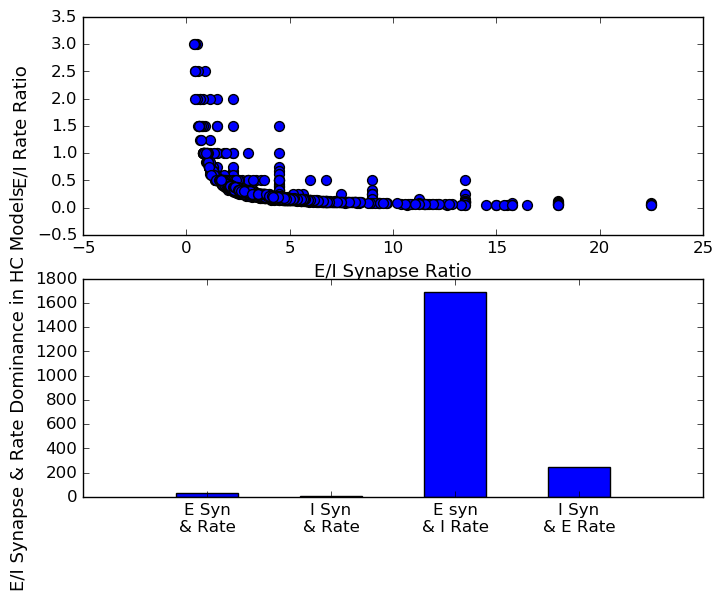 3.5
3.0
2.5
2.0
1.5
1.0
0.5
0.0
−0.5
E/I Rate Ratio
−5
0
5
10
15
20
25
E/I Synapse Ratio
1800
1600
1400
1200
1000
800
600
400
200
0
E/I Synapse & Rate Dominance in HC Models
E Syn
& Rate
I Syn
& Rate
E syn
& I Rate
I Syn
& E Rate